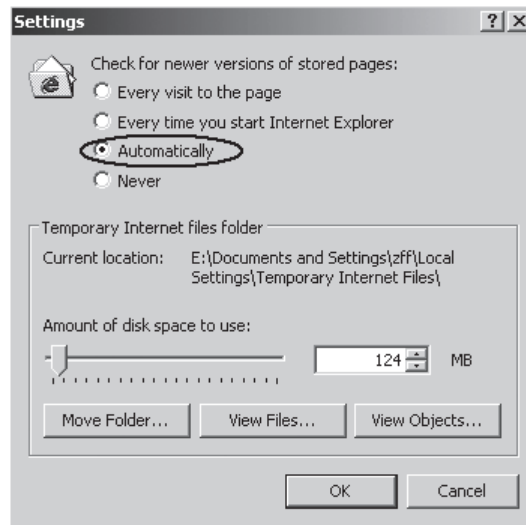 Settings
Check for newer versions of stored pages:
Every visit to the page
Every time you start Internet Explorer
Automatically
Never
Temporary Internet files folder
Current location: E:\Documents and Settings\zff\Local
Settings\Temporary Internet Files\
Amount of disk space to use:
124 MB
Move Folder... View Files... View Objects...
OK Cancel